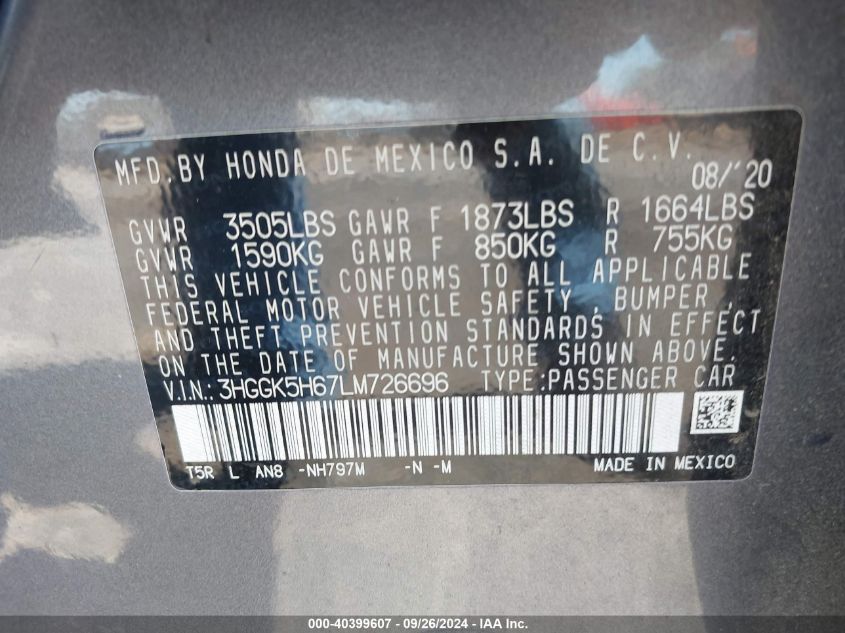 MFD.BY HONDA DE MEXICO S.A. DE C.V.
08/'20
GVWR 3505LBS GAWR F 1873LBS R 1664LBS
GVWR 1590KG GAWR F 850KG R 755KG
THIS VEHICLE CONFORMS TO ALL APPLICABLE
FEDERAL MOTOR VEHICLE SAFETY, BUMPER,
AND THEFT PREVENTION STANDARDS IN EFFECT
ON THE DATE OF MANUFACTURE SHOWN ABOVE.
V.I.N.: 3HGGK5H67LM726696 TYPE:PASSENGER CAR
T5R L AN8 -NH797M -N -M MADE IN MEXICO
000-40399607 - 09/26/2024 - IAA, Inc.